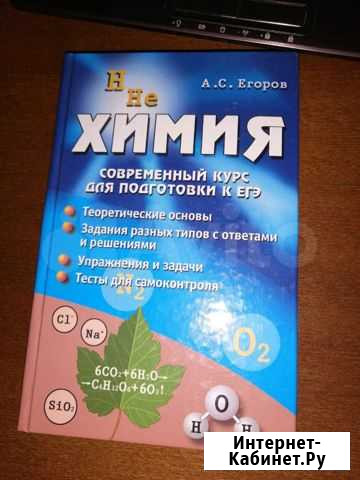 H
He
А.С. Егоров
ХИМИЯ
СОВРЕМЕННЫЙ КУРС
ДЛЯ ПОДГОТОВКИ К ЕГЭ
Теоретические основы
Задания разных типов с ответами
и решениями
Упражнения и задачи
Тесты для самоконтроля
N₂
Cl⁻
Na⁺
O₂
6CO₂+6H₂O→
→C₆H₁₂O₆+6O₂↑
SiO₂
O
H H
Интернет-
Кабинет.Ру